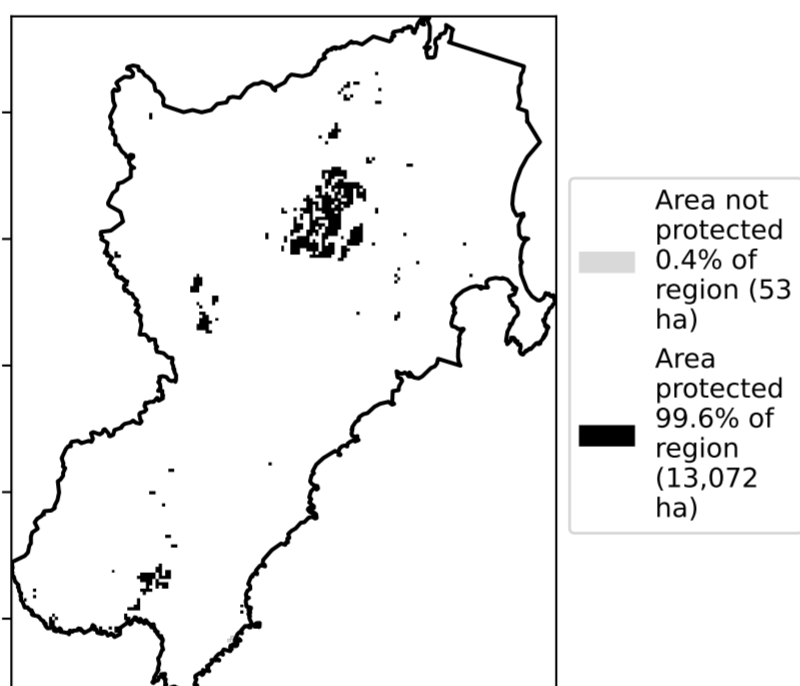 Area not
protected
0.4% of
region (53
ha)
Area
protected
99.6% of
region
(13,072
ha)